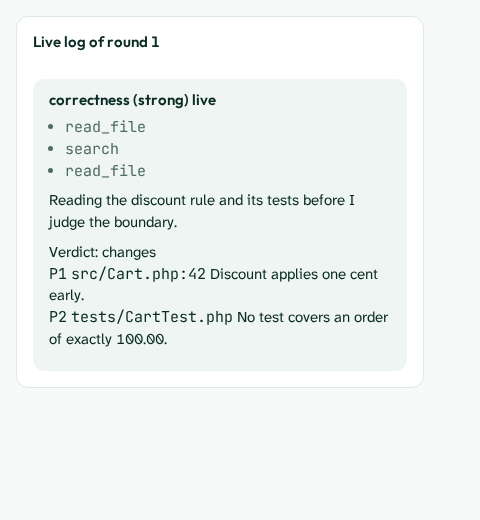 Live log of round 1
correctness (strong) live
read_file
search
read_file
Reading the discount rule and its tests before I
judge the boundary.
Verdict: changes
P1 src/Cart.php:42 Discount applies one cent
early.
P2 tests/CartTest.php No test covers an order
of exactly 100.00.